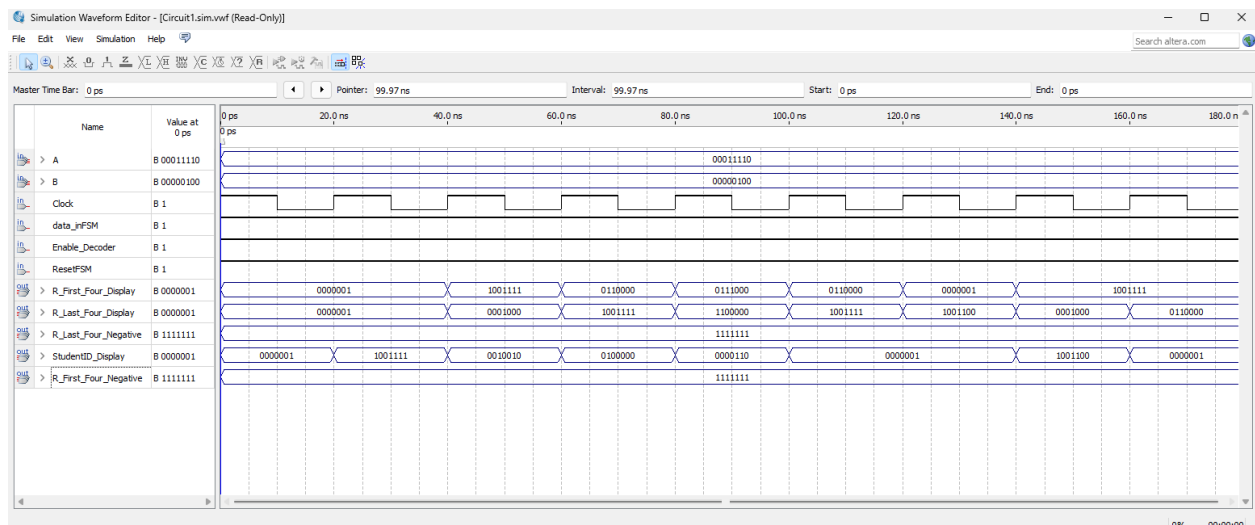 Simulation Waveform Editor - [Circuit1.sim.vwf (Read-Only)]
File Edit View Simulation Help
Search altera.com
Master Time Bar: 0 ps Pointer: 99.97 ns Interval: 99.97 ns Start: 0 ps End: 0 ps
Name Value at 0 ps
0 ps 20.0 ns 40.0 ns 60.0 ns 80.0 ns 100.0 ns 120.0 ns 140.0 ns 160.0 ns 180.0 n
0 ps
A B 00011110 00011110
B B 00000100 00000100
Clock B 1
data_inFSM B 1
Enable_Decoder B 1
ResetFSM B 1
R_First_Four_Display B 0000001 0000001 1001111 0110000 0111000 0110000 0000001 1001111
R_Last_Four_Display B 0000001 0000001 0001000 1001111 1100000 1001111 1001100 0001000 0110000
R_Last_Four_Negative B 1111111 1111111
StudentID_Display B 0000001 0000001 1001111 0010010 0100000 0000110 0000001 1001100 0000001
R_First_Four_Negative B 1111111 1111111
0% 00:00:00